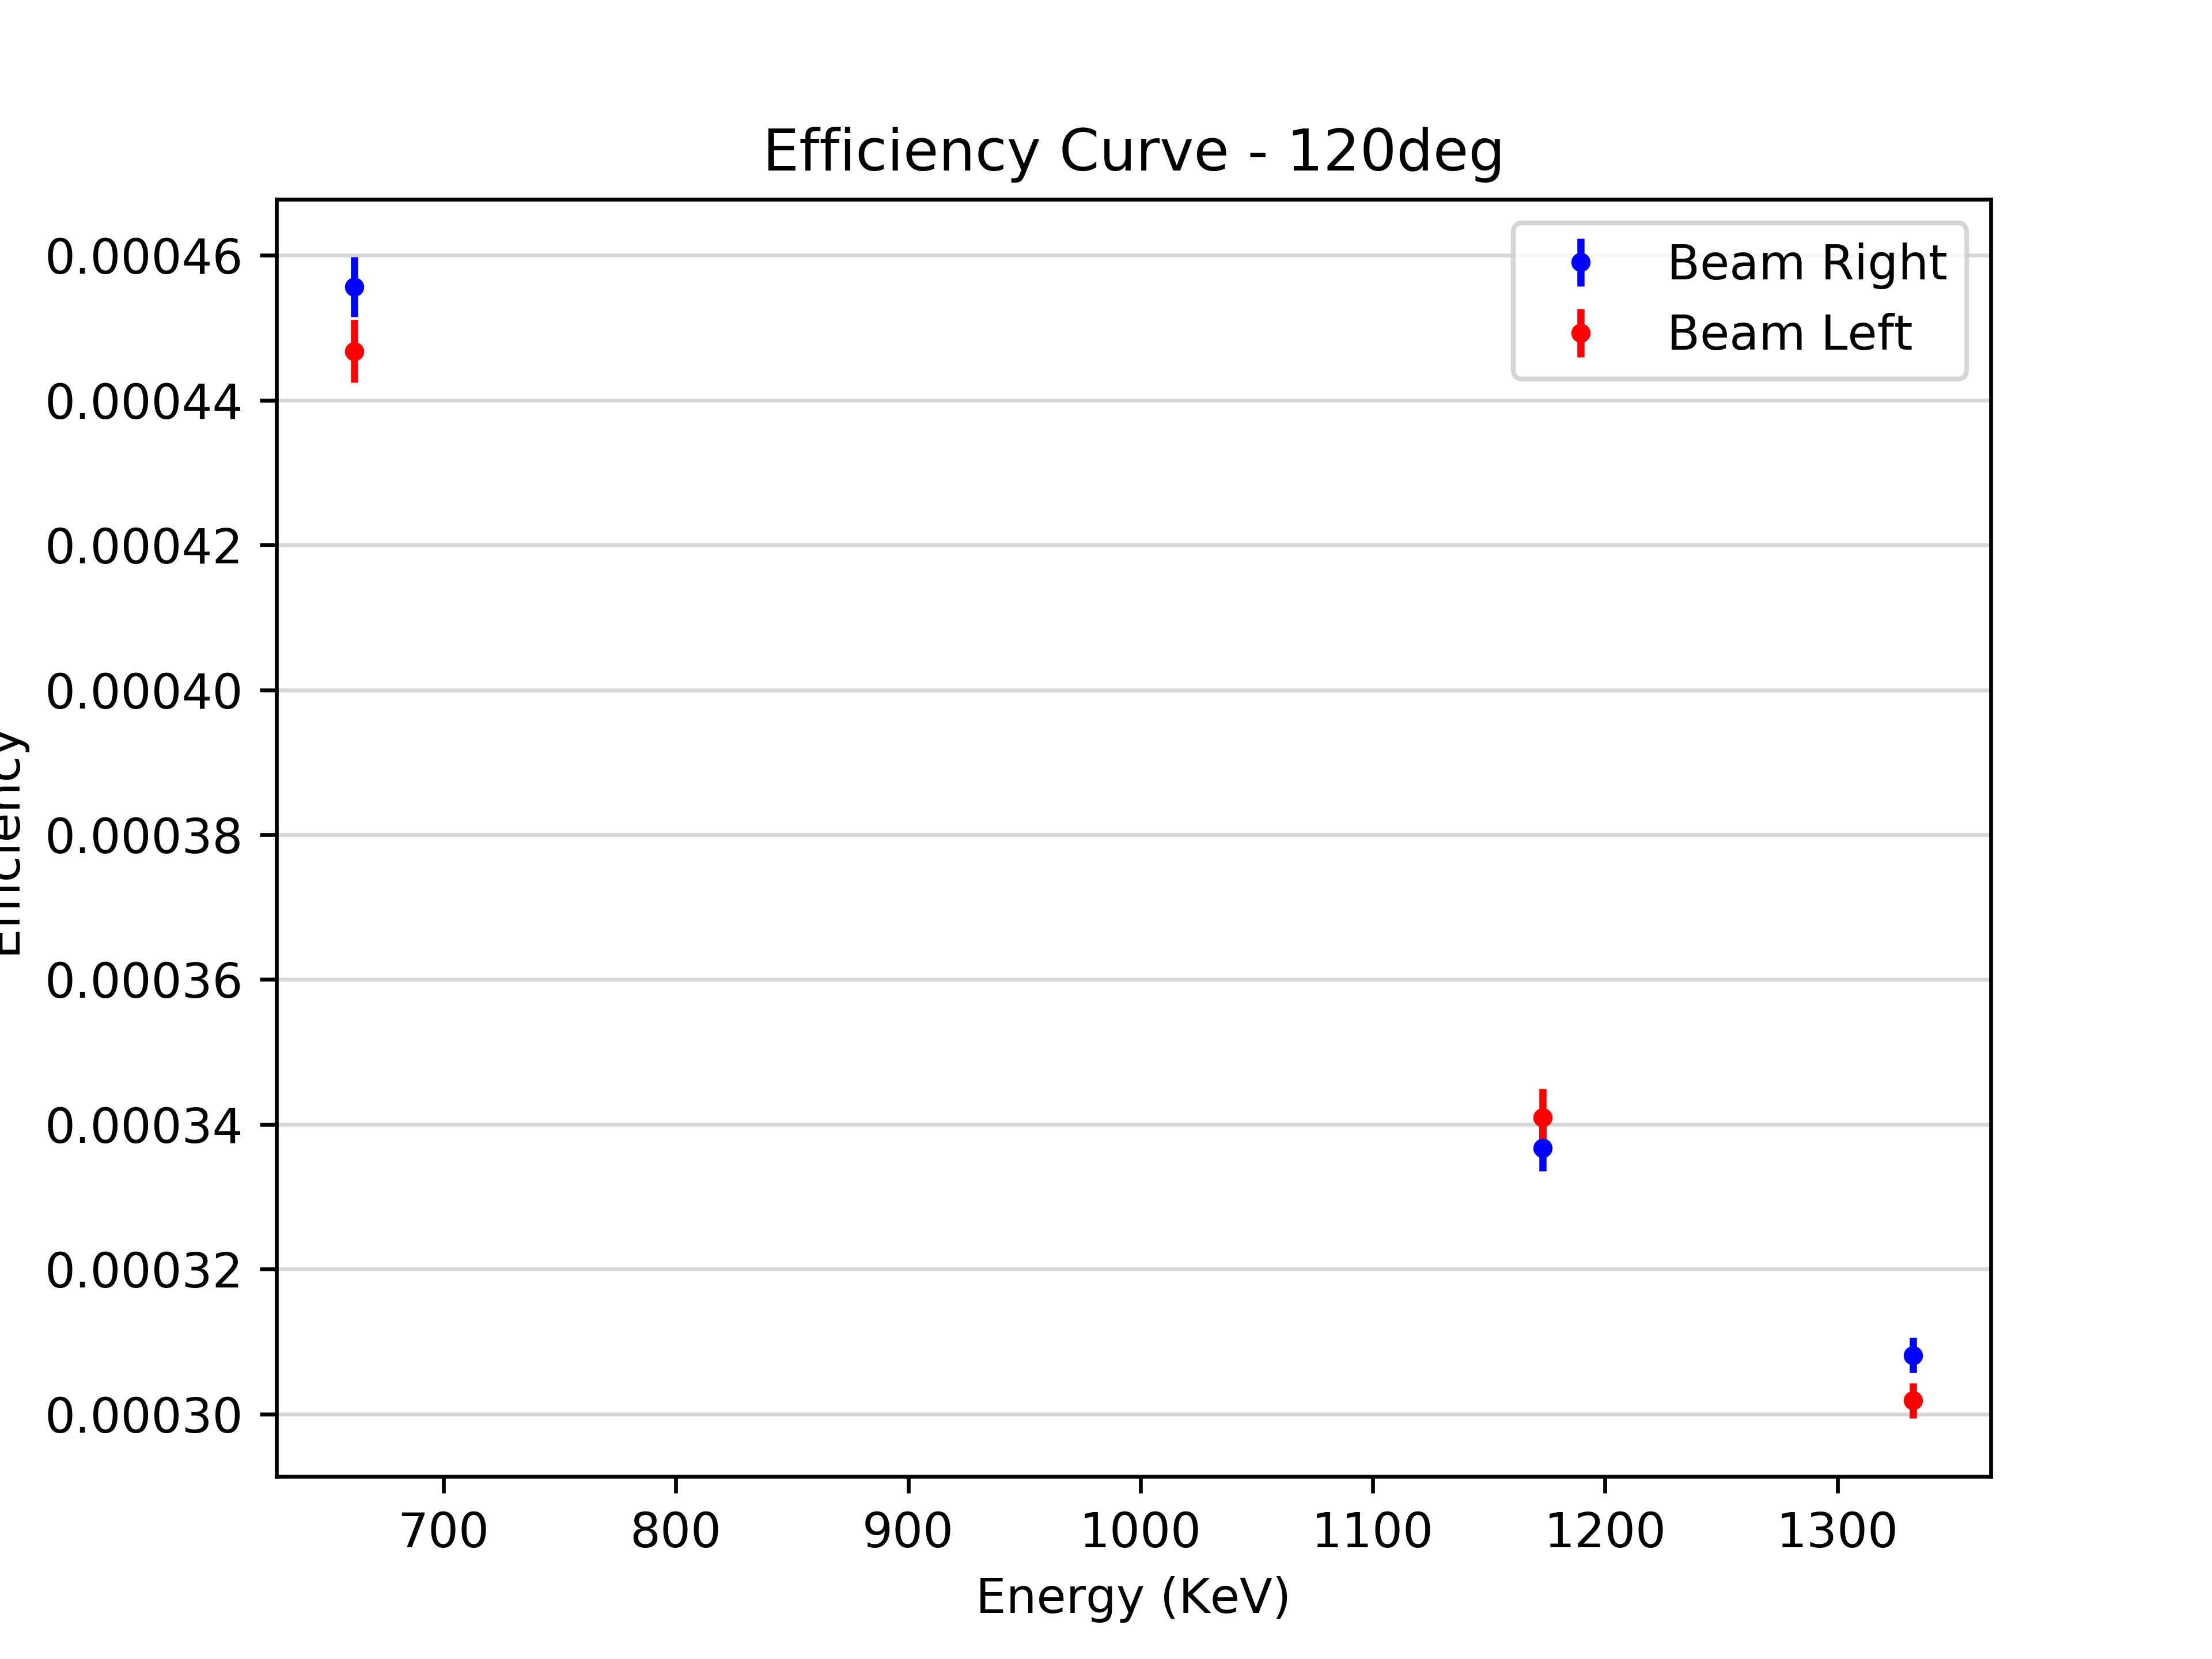 Efficiency Curve - 120deg
0.00046
0.00044
0.00042
0.00040
0.00038
0.00036
0.00034
0.00032
0.00030
Efficiency
Beam Right
Beam Left
700 800 900 1000 1100 1200 1300
Energy (KeV)